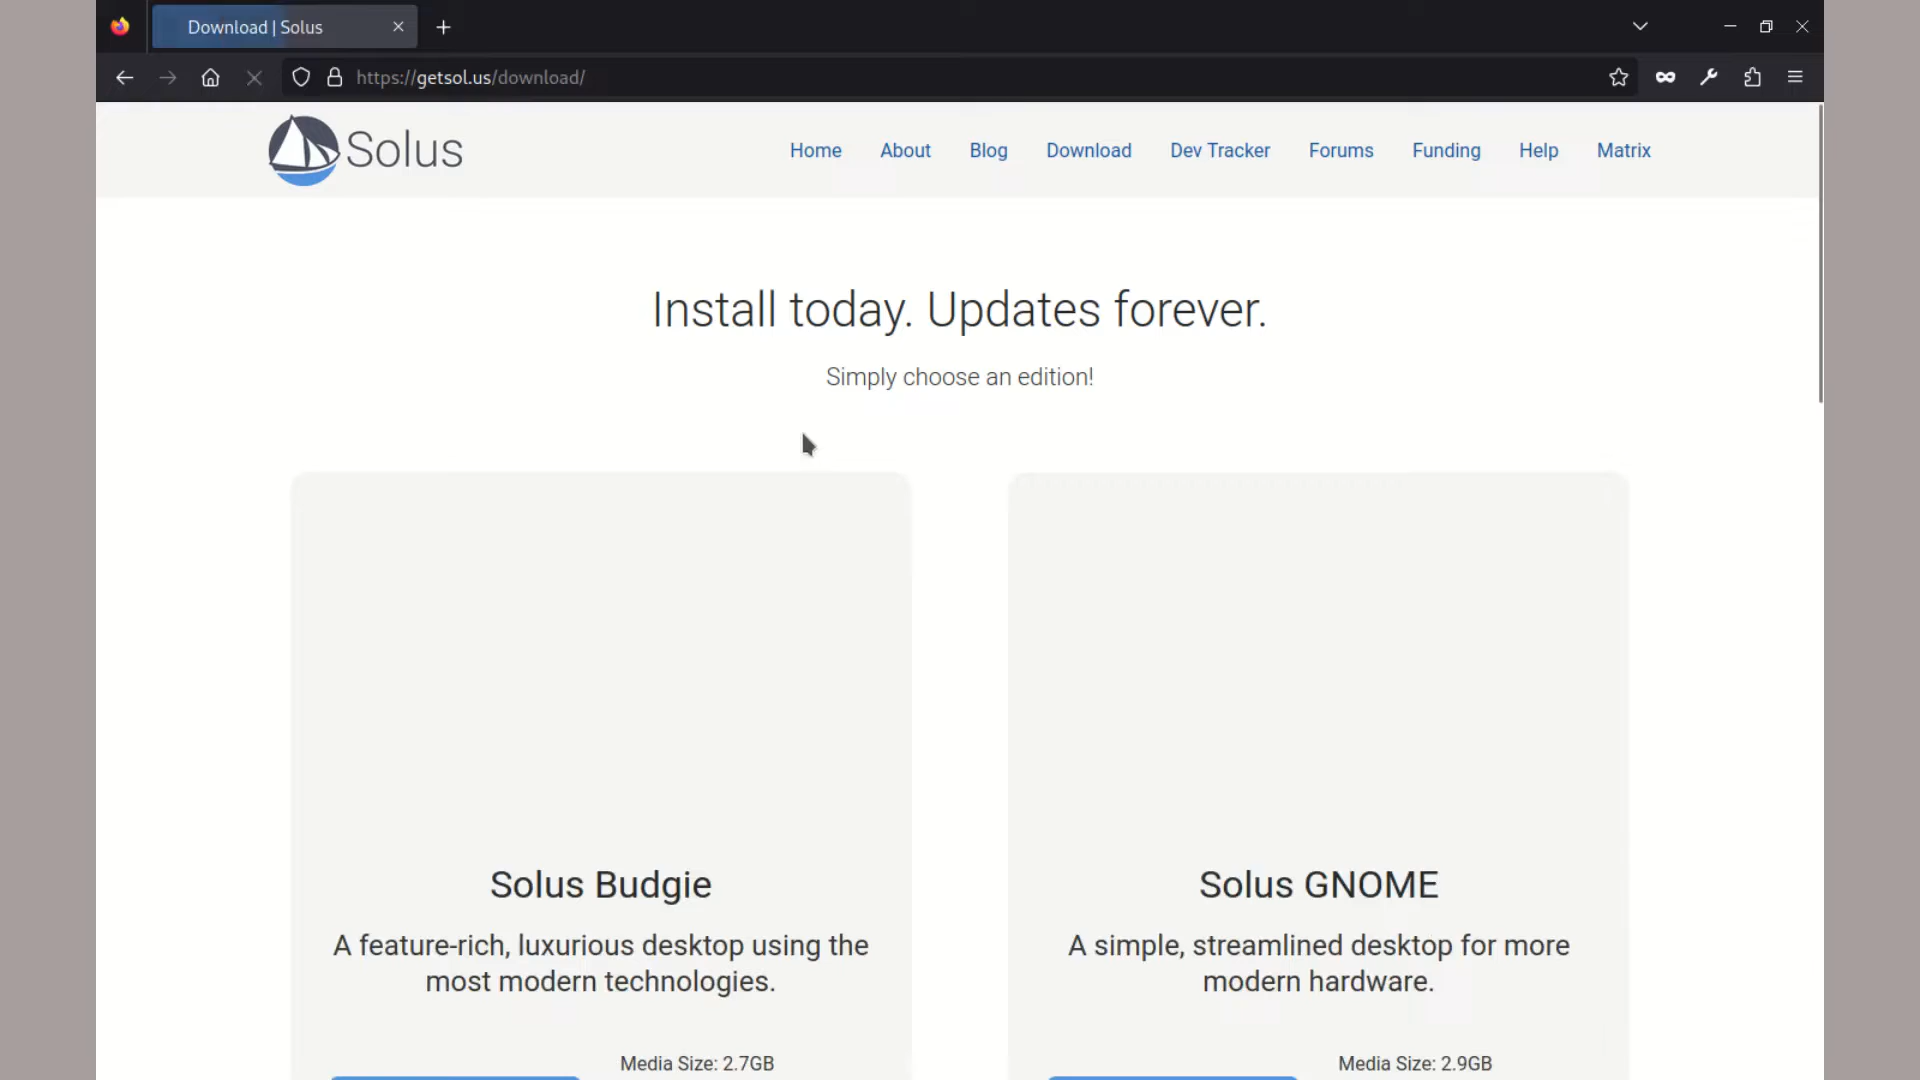 Download | Solus
https://getsol.us/download/
Solus
Home About Blog Download Dev Tracker Forums Funding Help Matrix
Install today. Updates forever.
Simply choose an edition!
Solus Budgie
A feature-rich, luxurious desktop using the
most modern technologies.
Media Size: 2.7GB
Solus GNOME
A simple, streamlined desktop for more
modern hardware.
Media Size: 2.9GB